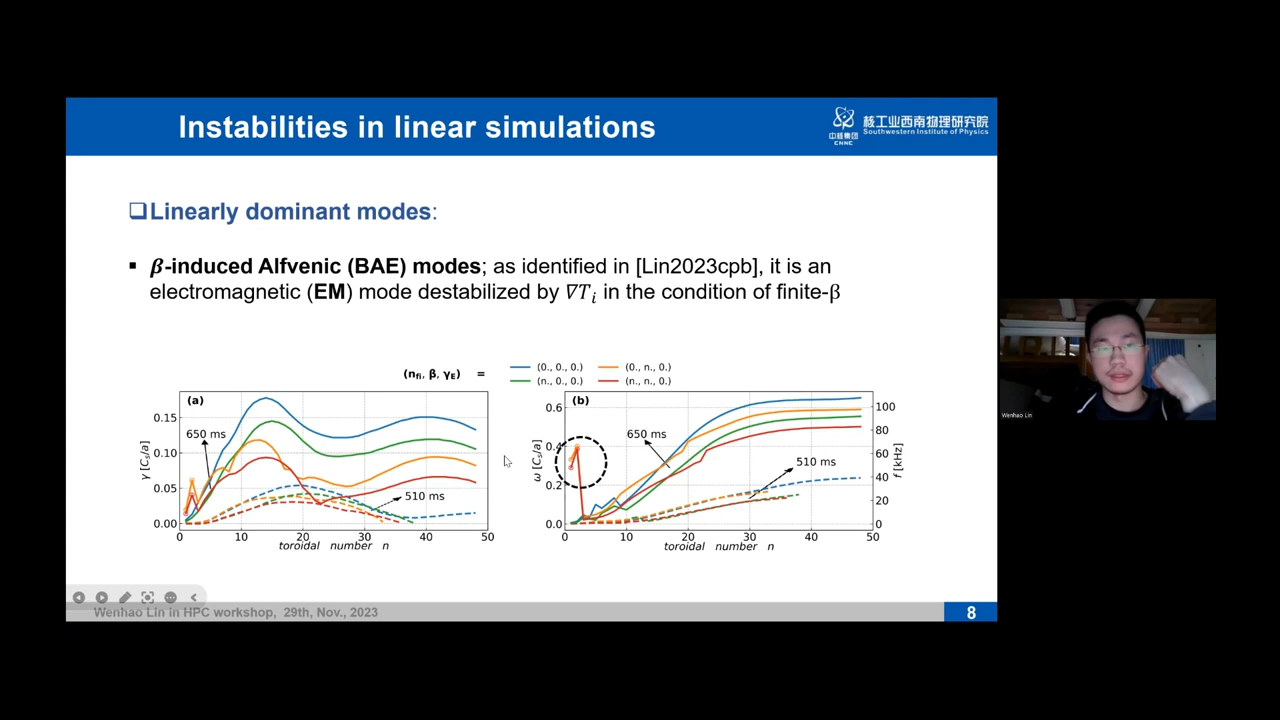 Instabilities in linear simulations
中核集团
CNNC
核工业西南物理研究院
Southwestern Institute of Physics
❑Linearly dominant modes:
▪ β-induced Alfvenic (BAE) modes; as identified in [Lin2023cpb], it is an
electromagnetic (EM) mode destabilized by ∇Ti in the condition of finite-β
(nfi, β, γE) =
(0., 0., 0.)
(0., n., 0.)
(n., 0., 0.)
(n., n., 0.)
(a)
650 ms
510 ms
γ [Cs/a]
0.15
0.10
0.05
0.00
0 10 20 30 40 50
toroidal number n
(b)
650 ms
510 ms
ω [Cs/a]
0.6
0.4
0.2
0.0
100
80
60
40
20
0
f [kHz]
0 10 20 30 40 50
toroidal number n
Wenhao Lin in HPC workshop, 29th, Nov., 2023
8
Wenhao Lin